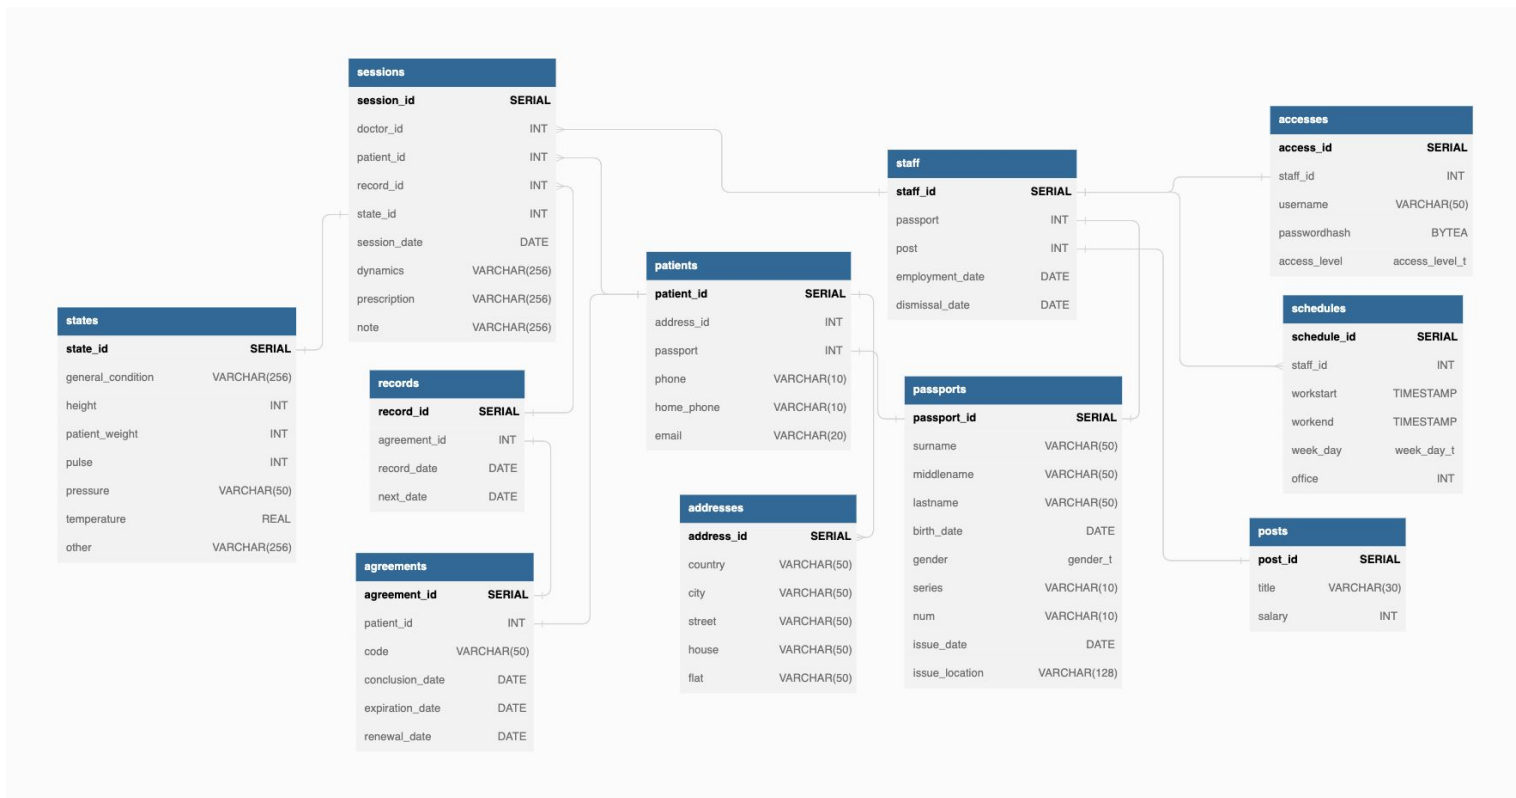 sessions
session_id SERIAL
doctor_id INT
patient_id INT
record_id INT
state_id INT
session_date DATE
dynamics VARCHAR(256)
prescription VARCHAR(256)
note VARCHAR(256)
states
state_id SERIAL
general_condition VARCHAR(256)
height INT
patient_weight INT
pulse INT
pressure VARCHAR(50)
temperature REAL
other VARCHAR(256)
records
record_id SERIAL
agreement_id INT
record_date DATE
next_date DATE
agreements
agreement_id SERIAL
patient_id INT
code VARCHAR(50)
conclusion_date DATE
expiration_date DATE
renewal_date DATE
patients
patient_id SERIAL
address_id INT
passport INT
phone VARCHAR(10)
home_phone VARCHAR(10)
email VARCHAR(20)
addresses
address_id SERIAL
country VARCHAR(50)
city VARCHAR(50)
street VARCHAR(50)
house VARCHAR(50)
flat VARCHAR(50)
staff
staff_id SERIAL
passport INT
post INT
employment_date DATE
dismissal_date DATE
passports
passport_id SERIAL
surname VARCHAR(50)
middlename VARCHAR(50)
lastname VARCHAR(50)
birth_date DATE
gender gender_t
series VARCHAR(10)
num VARCHAR(10)
issue_date DATE
issue_location VARCHAR(128)
accesses
access_id SERIAL
staff_id INT
username VARCHAR(50)
passwordhash BYTEA
access_level access_level_t
schedules
schedule_id SERIAL
staff_id INT
workstart TIMESTAMP
workend TIMESTAMP
week_day week_day_t
office INT
posts
post_id SERIAL
title VARCHAR(30)
salary INT